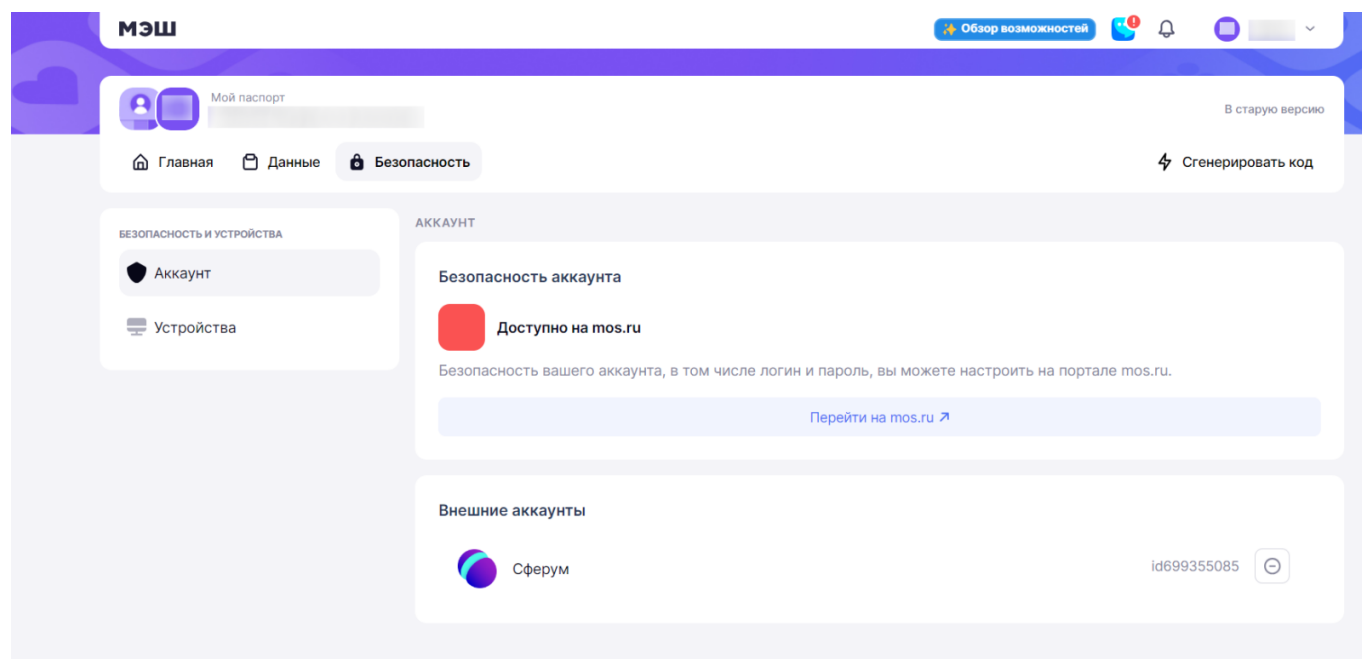 мэш
✨ Обзор возможностей
Мой паспорт
В старую версию
Главная Данные Безопасность Сгенерировать код
БЕЗОПАСНОСТЬ И УСТРОЙСТВА
Аккаунт
Устройства
АККАУНТ
Безопасность аккаунта
Доступно на mos.ru
Безопасность вашего аккаунта, в том числе логин и пароль, вы можете настроить на портале mos.ru.
Перейти на mos.ru ↗
Внешние аккаунты
Сферум id699355085